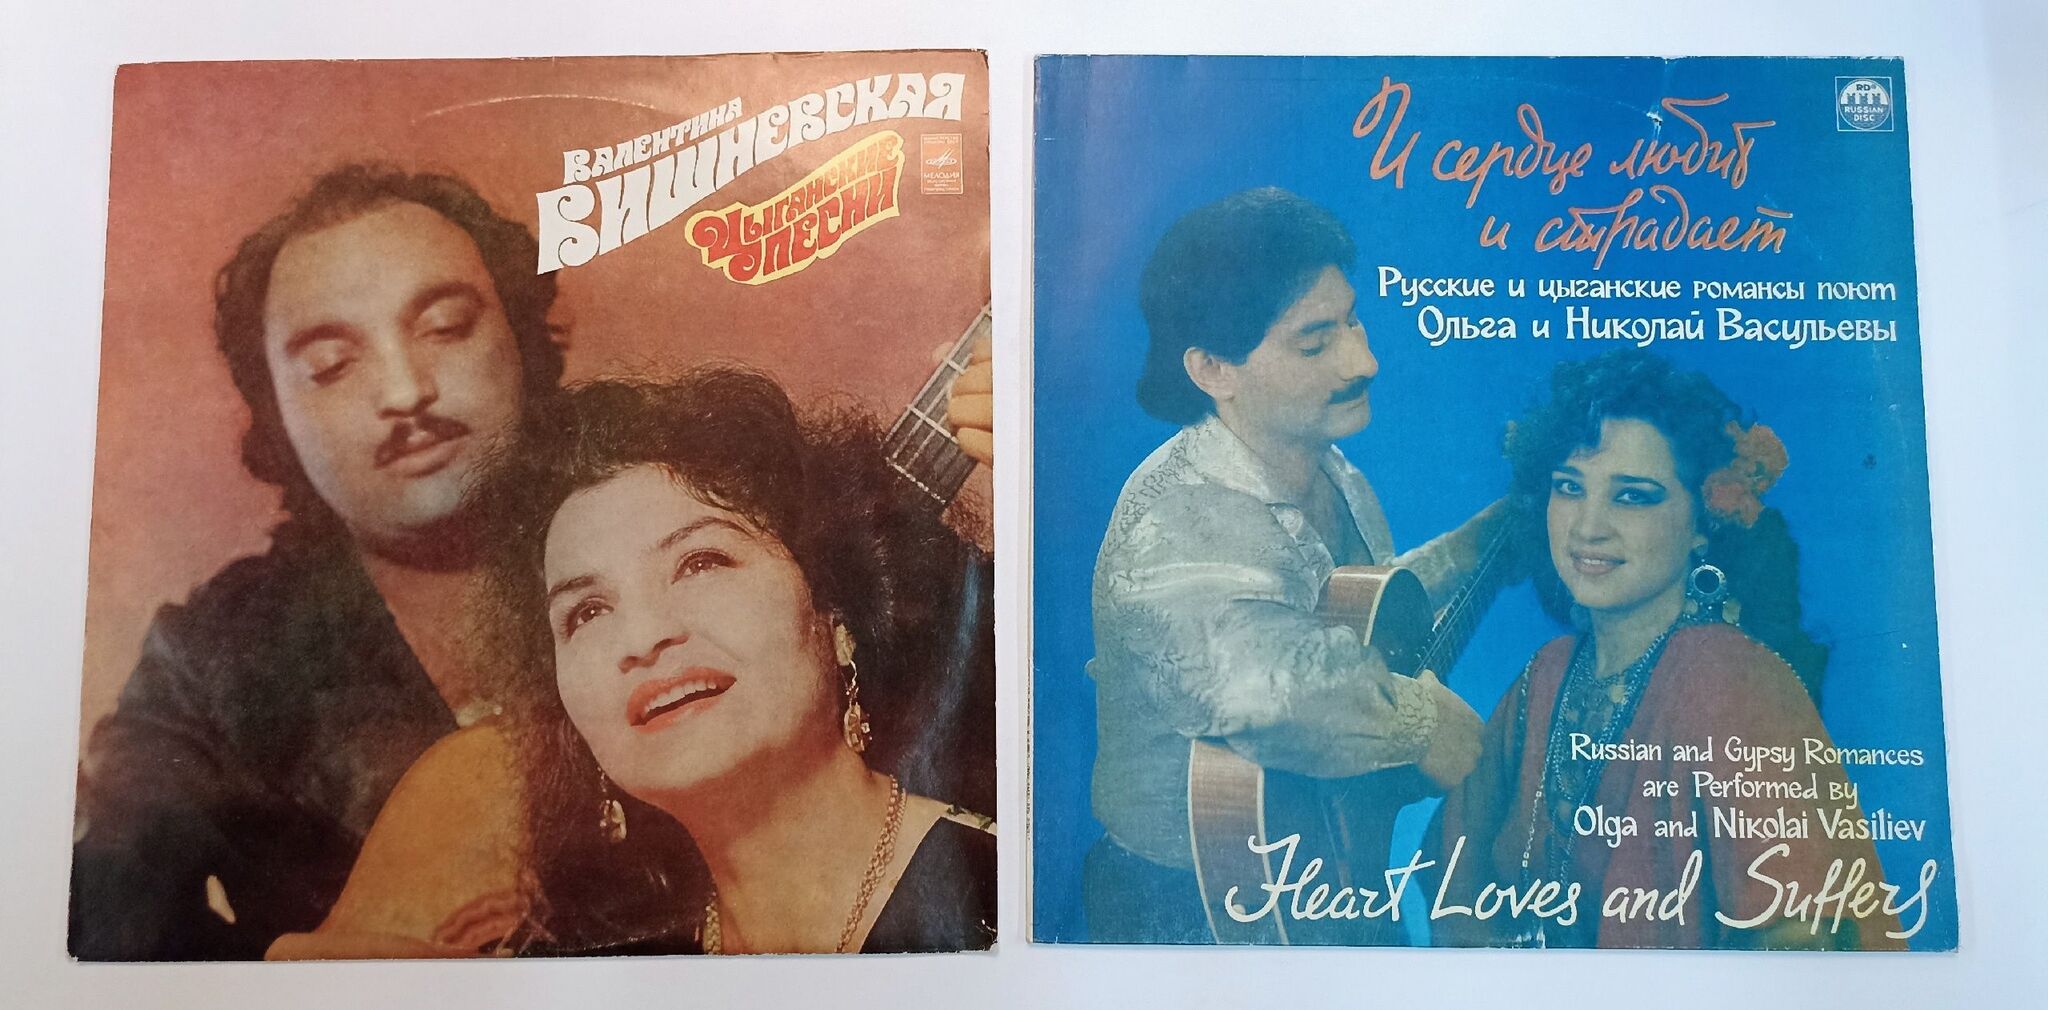 Валентина
Вишневская
Цыганские
песни
МЕЛОДИЯ
И сердце любит
и страдает
Русские и цыганские романсы поют
Ольга и Николай Васильевы
RD
RUSSIAN
DISC
Russian and Gypsy Romances
are Performed by
Olga and Nikolai Vasiliev
Heart Loves and Suffers